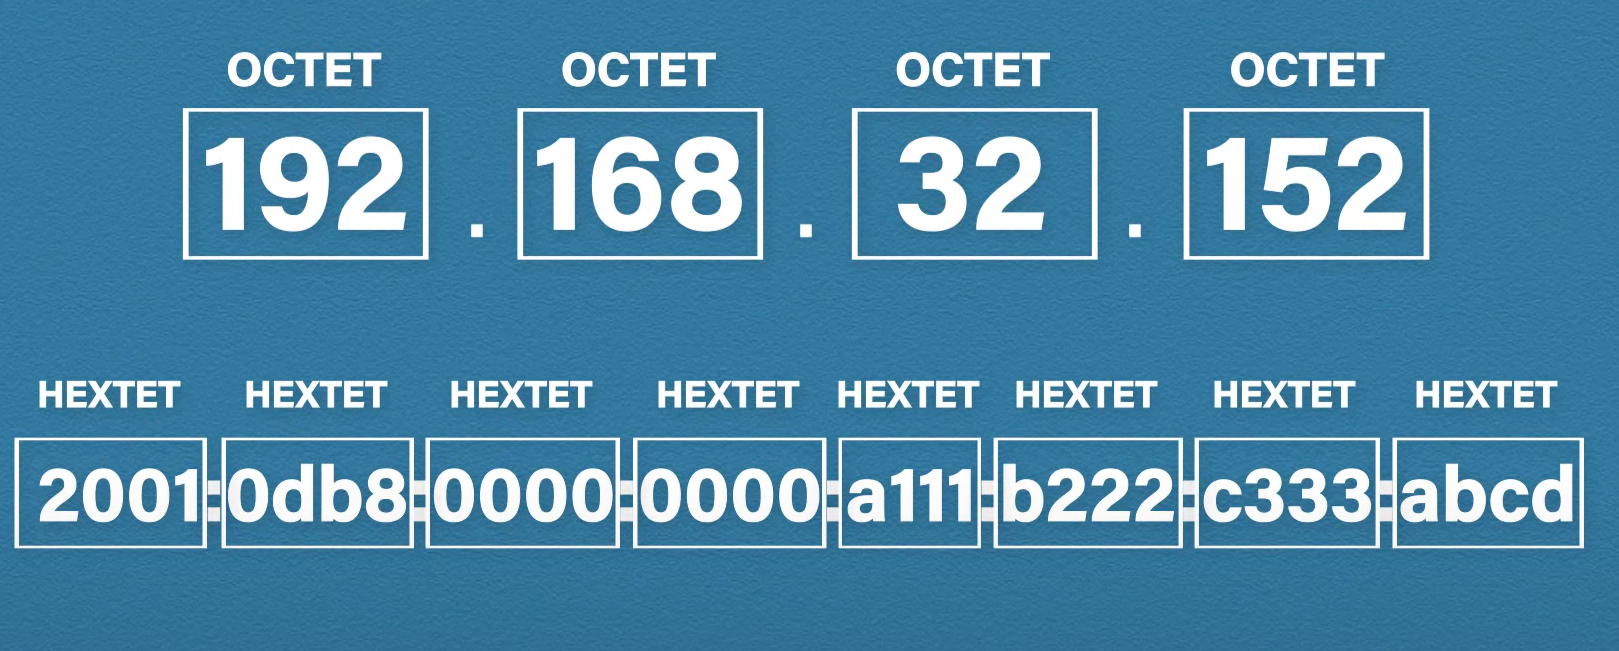 OCTET OCTET OCTET OCTET
192 . 168 . 32 . 152
HEXTET HEXTET HEXTET HEXTET HEXTET HEXTET HEXTET HEXTET
2001:0db8:0000:0000:a111:b222:c333:abcd